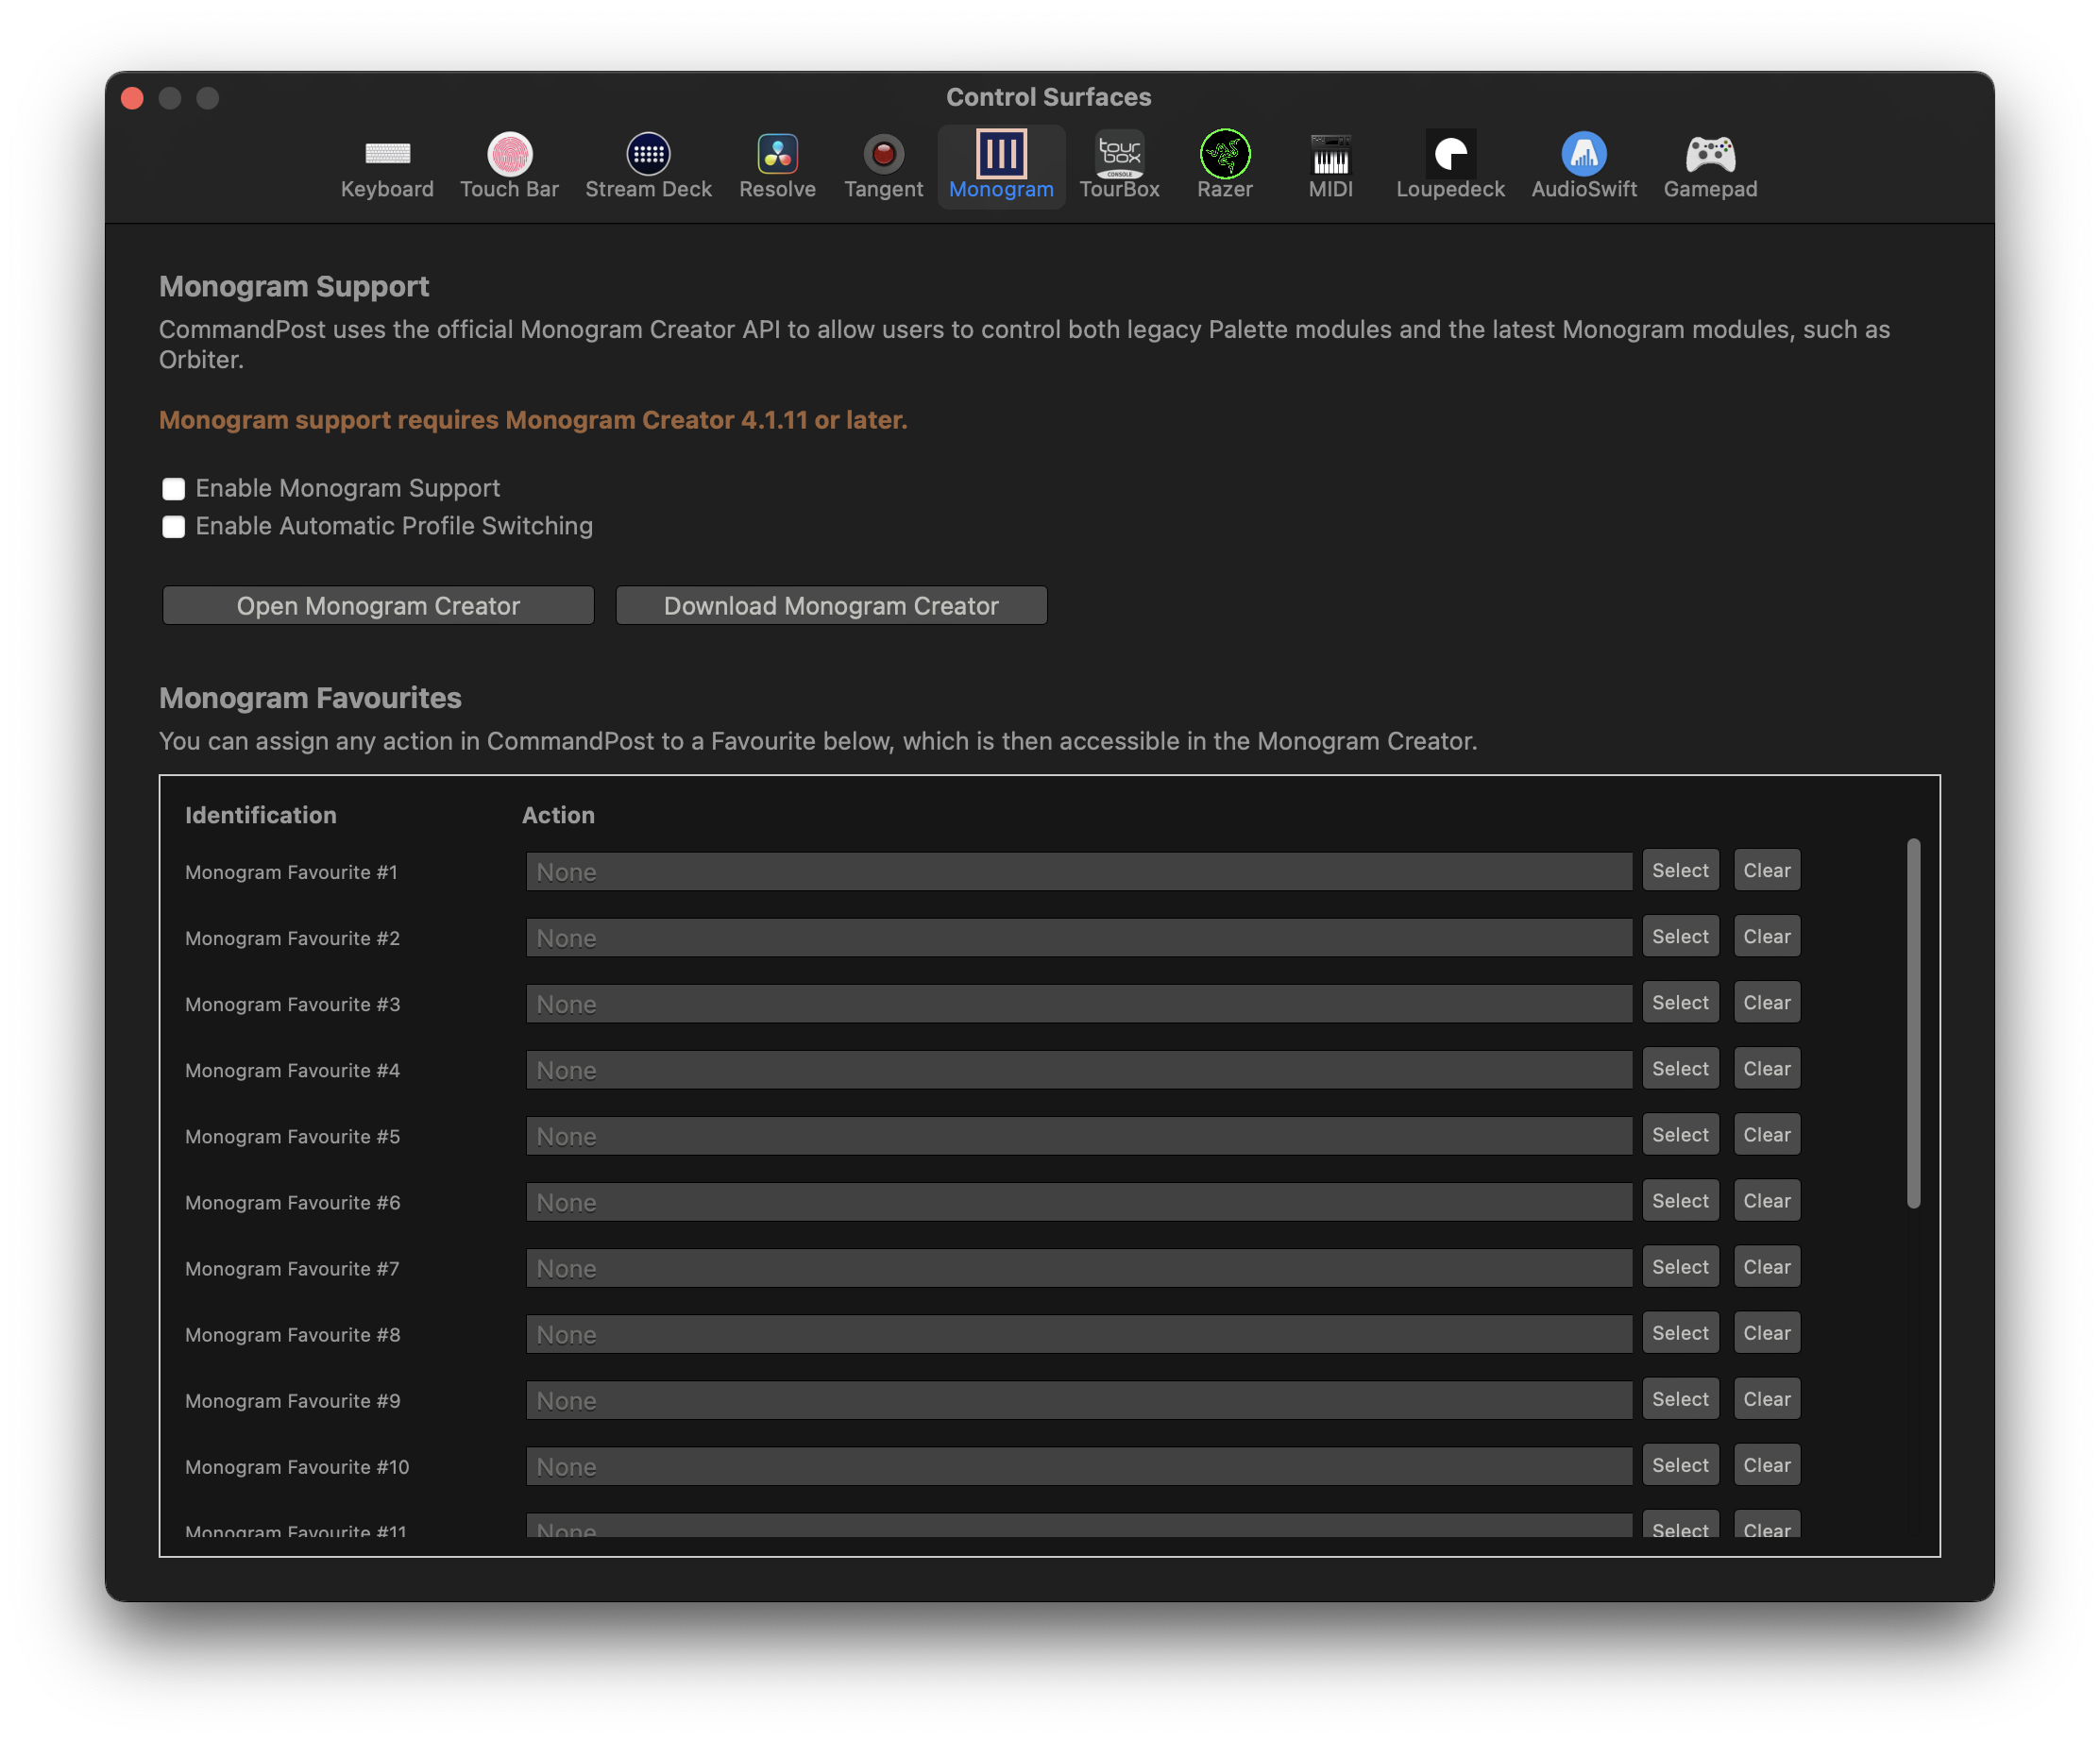 Control Surfaces
Keyboard Touch Bar Stream Deck Resolve Tangent Monogram TourBox Razer MIDI Loupedeck AudioSwift Gamepad
tour
box
CONSOLE
Monogram Support
CommandPost uses the official Monogram Creator API to allow users to control both legacy Palette modules and the latest Monogram modules, such as
Orbiter.
Monogram support requires Monogram Creator 4.1.11 or later.
Enable Monogram Support
Enable Automatic Profile Switching
Open Monogram Creator Download Monogram Creator
Monogram Favourites
You can assign any action in CommandPost to a Favourite below, which is then accessible in the Monogram Creator.
Identification Action
Monogram Favourite #1 None Select Clear
Monogram Favourite #2 None Select Clear
Monogram Favourite #3 None Select Clear
Monogram Favourite #4 None Select Clear
Monogram Favourite #5 None Select Clear
Monogram Favourite #6 None Select Clear
Monogram Favourite #7 None Select Clear
Monogram Favourite #8 None Select Clear
Monogram Favourite #9 None Select Clear
Monogram Favourite #10 None Select Clear
Monogram Favourite #11 None Select Clear